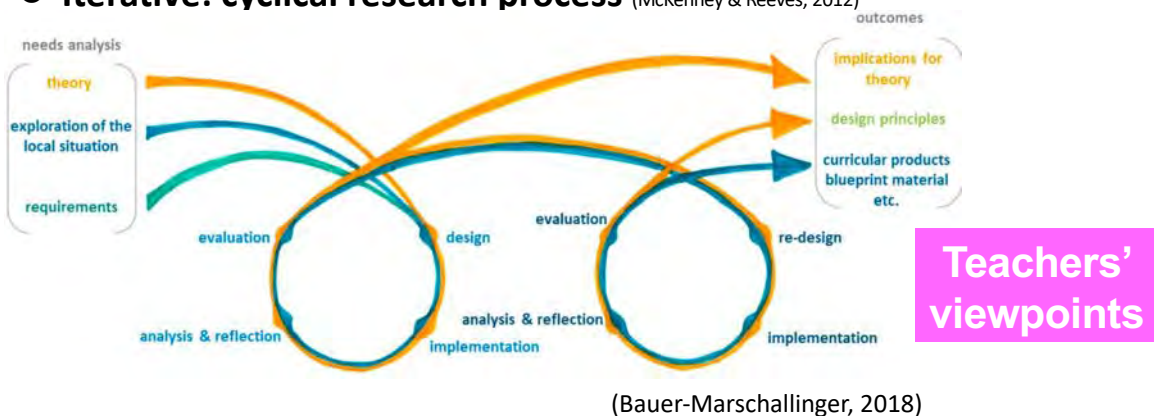 ● Iterative: cyclical research process (McKenney & Reeves, 2012)
outcomes
needs analysis
theory
exploration of the
local situation
requirements
implications for
theory
design principles
curricular products
blueprint material
etc.
evaluation
design
analysis & reflection
implementation
evaluation
re-design
analysis & reflection
implementation
Teachers'
viewpoints
(Bauer-Marschallinger, 2018)